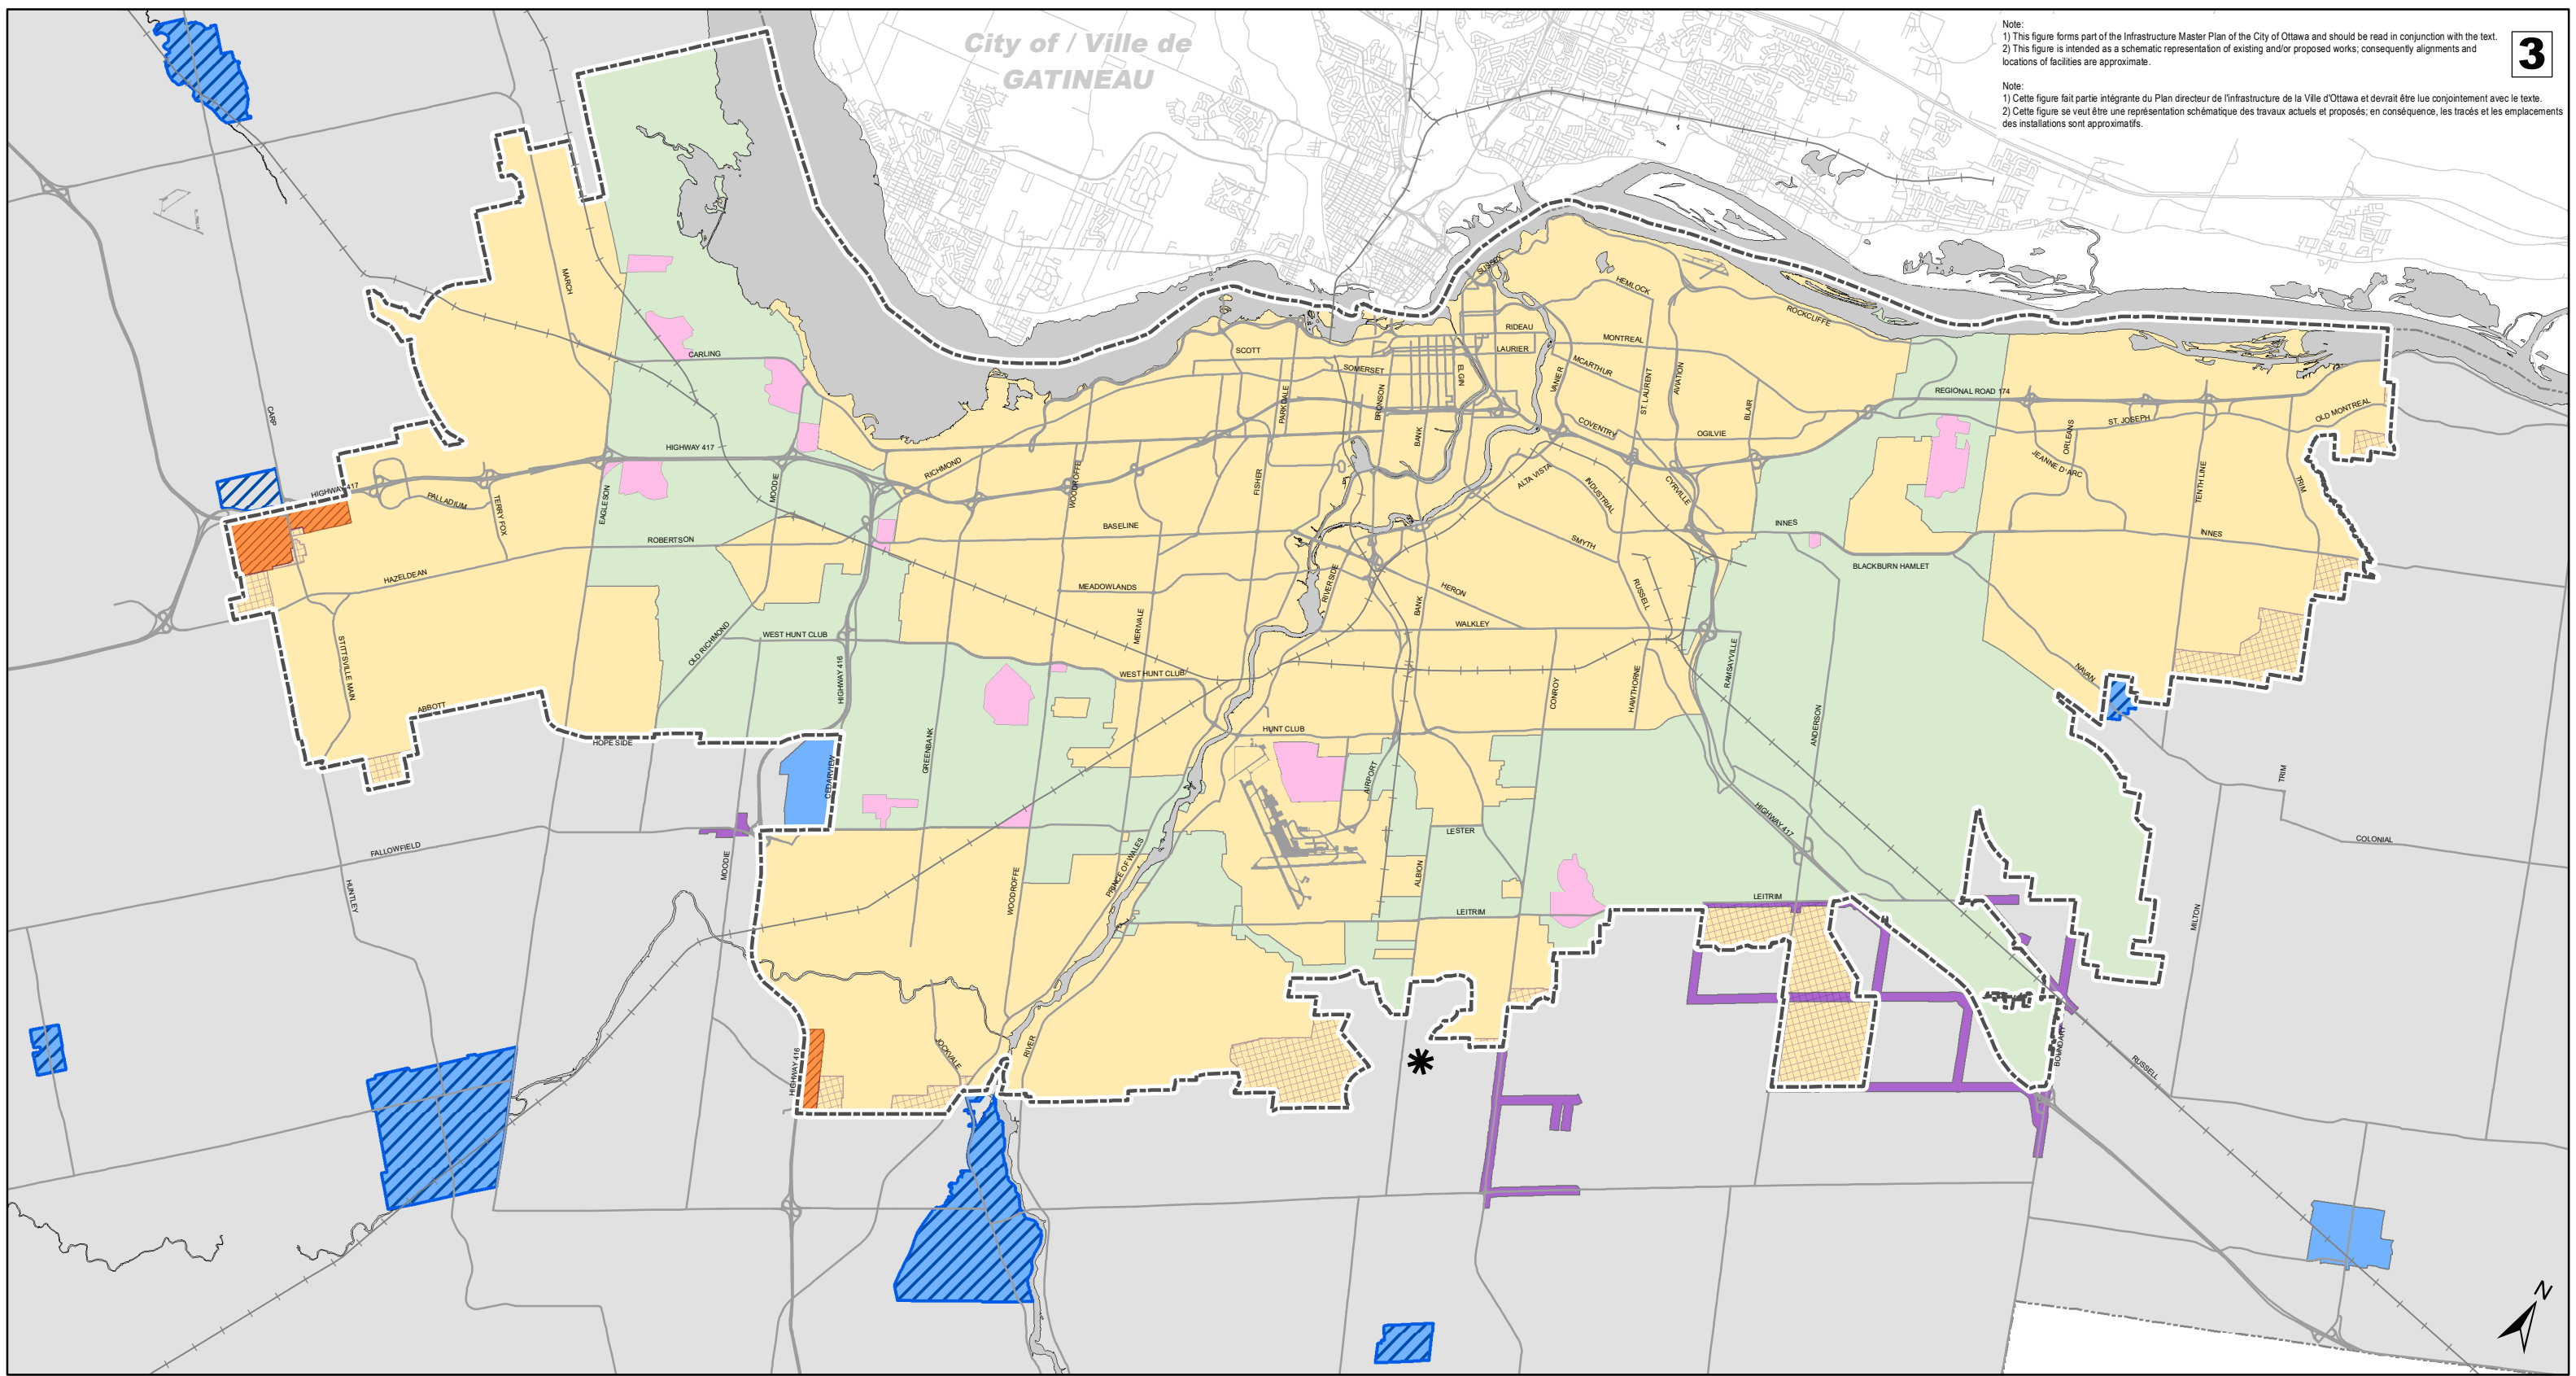 City of / Ville de
GATINEAU
Note:
1) This figure forms part of the Infrastructure Master Plan of the City of Ottawa and should be read in conjunction with the text.
2) This figure is intended as a schematic representation of existing and/or proposed works; consequently alignments and
locations of facilities are approximate.
Note:
1) Cette figure fait partie intégrante du Plan directeur de l'infrastructure de la Ville d'Ottawa et devrait être lue conjointement avec le texte.
2) Cette figure se veut être une représentation schématique des travaux actuels et proposés; en conséquence, les tracés et les emplacements
des installations sont approximatifs.
3
MARCH
SUSSEX
HEMLOCK
ROCKCLIFFE
RIDEAU
MONTREAL
SCOTT
LAURIER
CARLING
MCARTHUR
SOMERSET
ELGIN
VANIER
ST. LAURENT
AVIATION
PARKDALE
BRONSON
BLAIR
REGIONAL ROAD 174
CARP
OLD MONTREAL
ST. JOSEPH
COVENTRY
OGILVIE
BANK
ORLEANS
HIGHWAY 417
RICHMOND
WOODROFFE
FISHER
ALTA VISTA
JEANNE D'ARC
TENTH LINE
TRIM
HIGHWAY 417
PALLADIUM
TERRY FOX
EAGLESON
MOODIE
INDUSTRIAL
CYRVILLE
BASELINE
INNES
INNES
ROBERTSON
SMYTH
BLACKBURN HAMLET
HAZELDEAN
MEADOWLANDS
RIVERSIDE
HERON
BANK
RUSSELL
MERIVALE
WALKLEY
STITTSVILLE MAIN
OLD RICHMOND
WEST HUNT CLUB
HIGHWAY 416
WEST HUNT CLUB
CONROY
HAWTHORNE
RAMSAYVILLE
NAVAN
ABBOTT
HOPE SIDE
GREENBANK
HUNT CLUB
ANDERSON
CEDARVIEW
AIRPORT
TRIM
HIGHWAY 417
LESTER
COLONIAL
FALLOWFIELD
MOODIE
HUNTLEY
WOODROFFE
PRINCE OF WALES
ALBION
LEITRIM
LEITRIM
MILTON
HIGHWAY 416
JOCKVALE
RIVER
BOUNDARY
RUSSELL
N